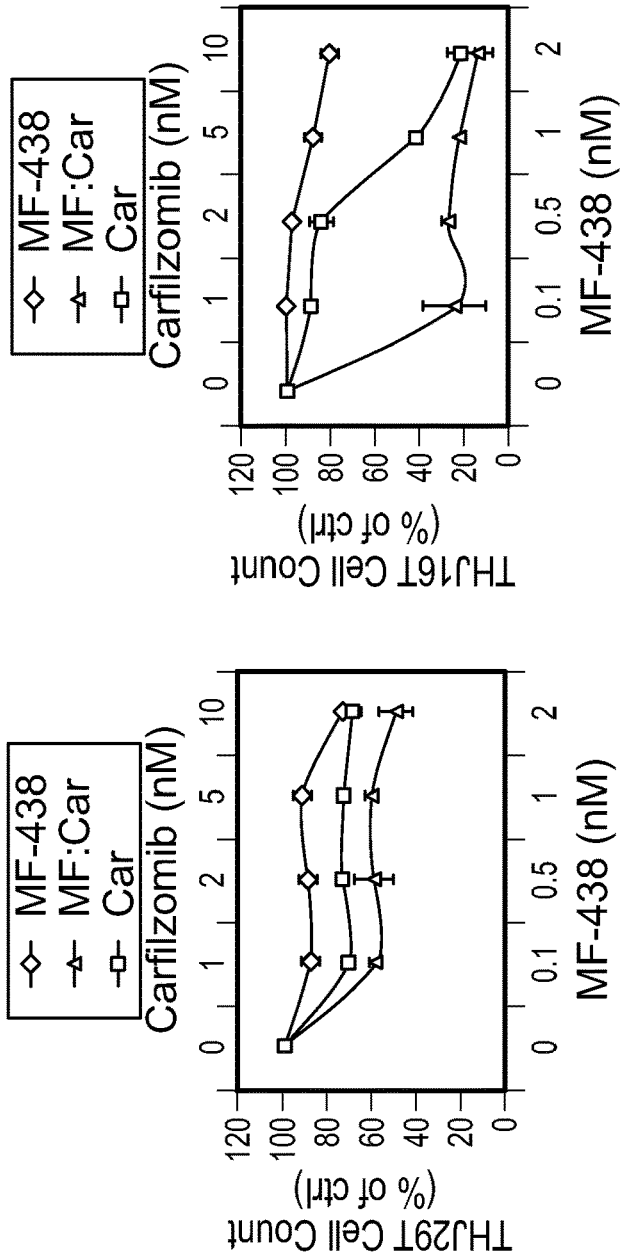 MF-438
MF:Car
Car
Carfilzomib (nM)
0 1 2 5 10
120
100
80
60
40
20
0
THJ29T Cell Count
(% of ctrl)
0 0.1 0.5 1 2
MF-438 (nM)
MF-438
MF:Car
Car
Carfilzomib (nM)
0 1 2 5 10
120
100
80
60
40
20
0
THJ16T Cell Count
(% of ctrl)
0 0.1 0.5 1 2
MF-438 (nM)